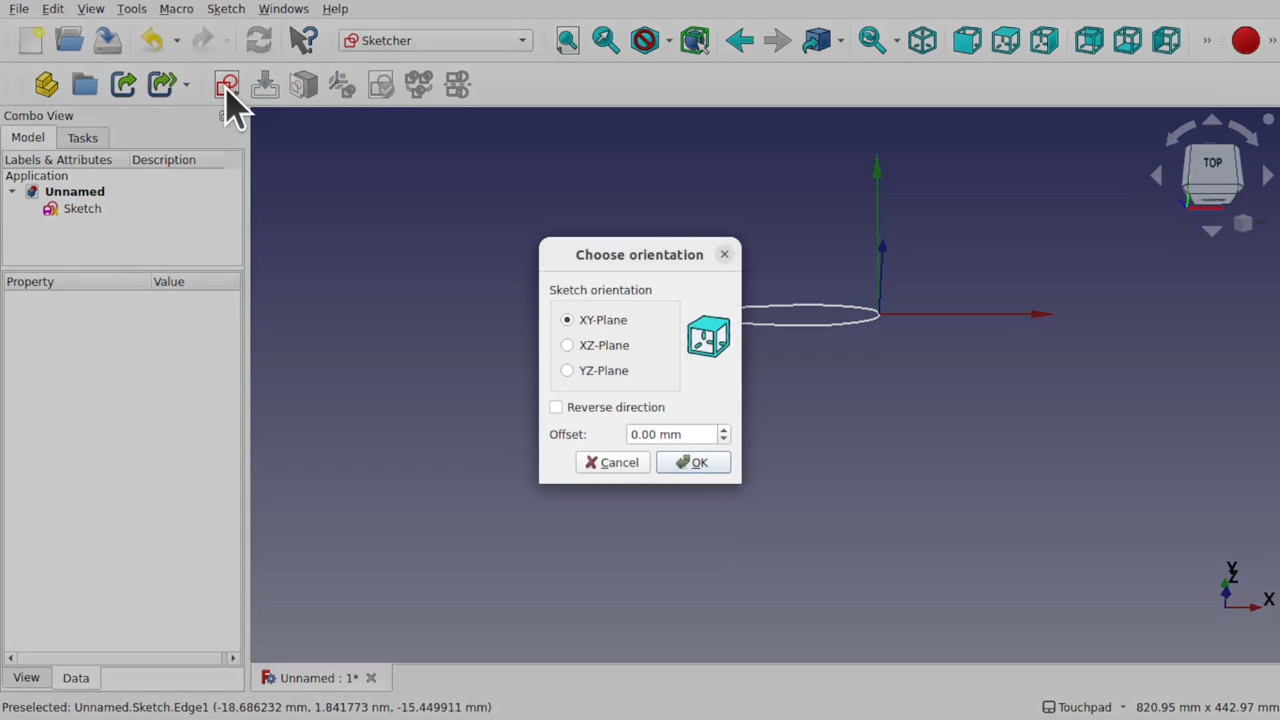 File Edit View Tools Macro Sketch Windows Help
Sketcher
Combo View
Model Tasks
Labels & Attributes Description
Application
Unnamed
Sketch
Property Value
TOP
Choose orientation
Sketch orientation
XY-Plane
XZ-Plane
YZ-Plane
Reverse direction
Offset: 0.00 mm
Cancel OK
Y
Z
X
View Data
Unnamed : 1*
Preselected: Unnamed.Sketch.Edge1 (-18.686232 mm, 1.841773 nm, -15.449911 mm) Touchpad 820.95 mm x 442.97 mm